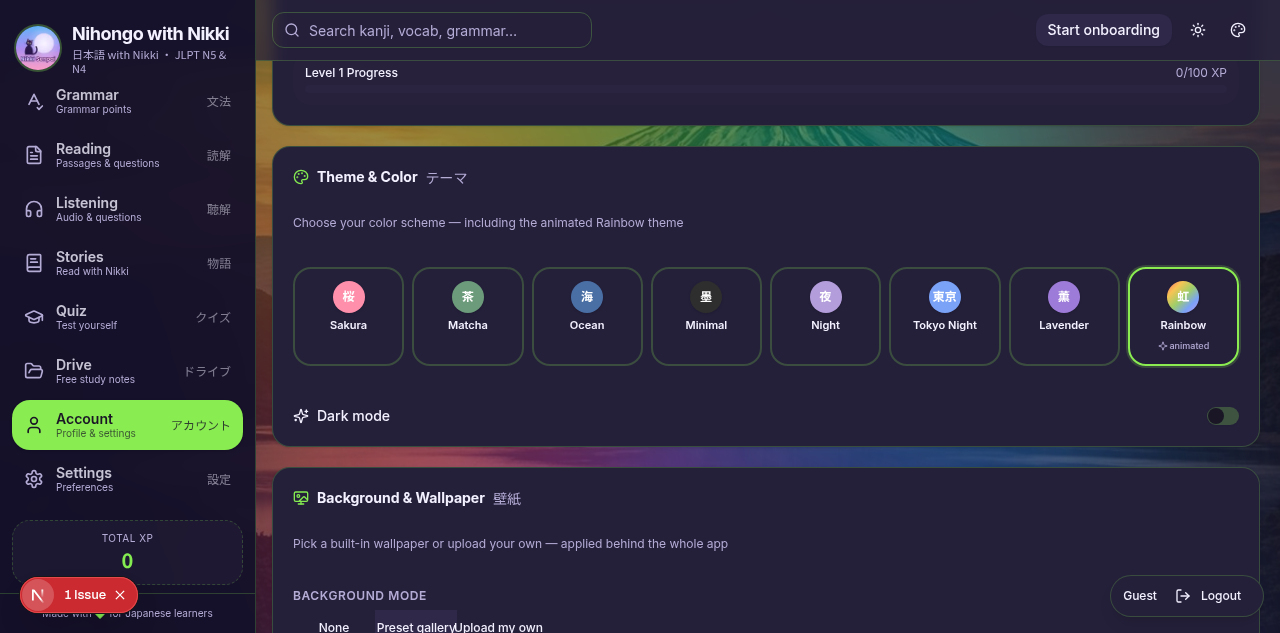 Nihongo with Nikki
日本語 with Nikki ・ JLPT N5 &
N4
Grammar
Grammar points
文法
Reading
Passages & questions
読解
Listening
Audio & questions
聴解
Stories
Read with Nikki
物語
Quiz
Test yourself
クイズ
Drive
Free study notes
ドライブ
Account
Profile & settings
アカウント
Settings
Preferences
設定
TOTAL XP
0
N 1 Issue
Made with 💚 for Japanese learners
Search kanji, vocab, grammar...
Start onboarding
Level 1 Progress
0/100 XP
Theme & Color テーマ
Choose your color scheme — including the animated Rainbow theme
桜
Sakura
茶
Matcha
海
Ocean
墨
Minimal
夜
Night
東京
Tokyo Night
薫
Lavender
虹
Rainbow
animated
Dark mode
Background & Wallpaper 壁紙
Pick a built-in wallpaper or upload your own — applied behind the whole app
BACKGROUND MODE
None
Preset gallery
Upload my own
Guest
Logout